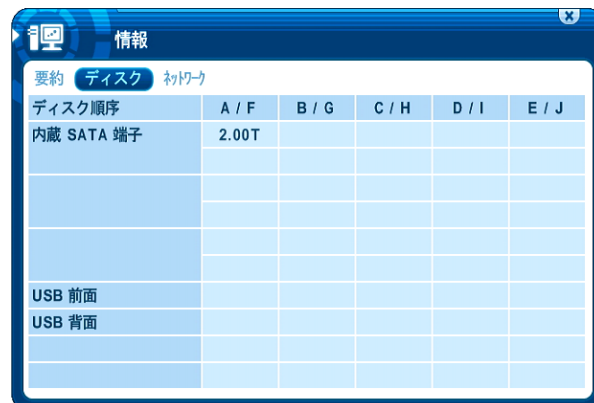 情報
要約 ディスク ネットワーク
ディスク順序 A / F B / G C / H D / I E / J
内蔵 SATA 端子 2.00T
USB 前面
USB 背面